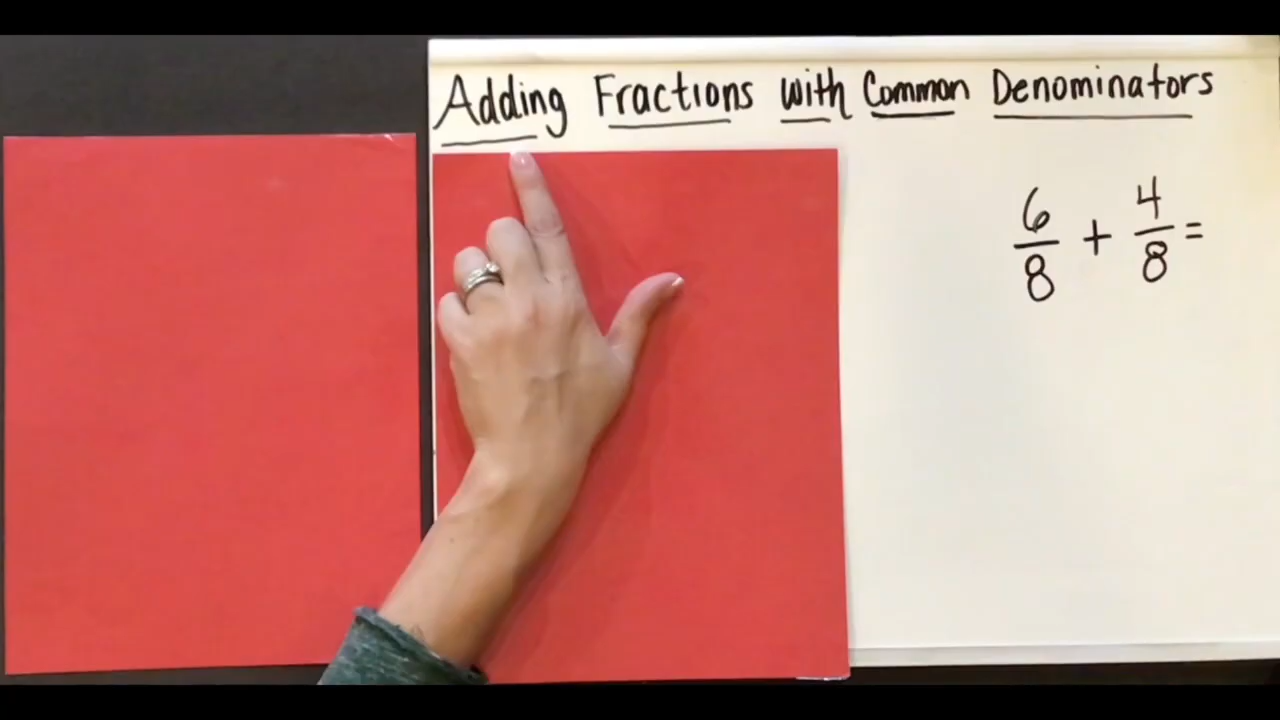 Adding Fractions with Common Denominators
6/8 + 4/8 =